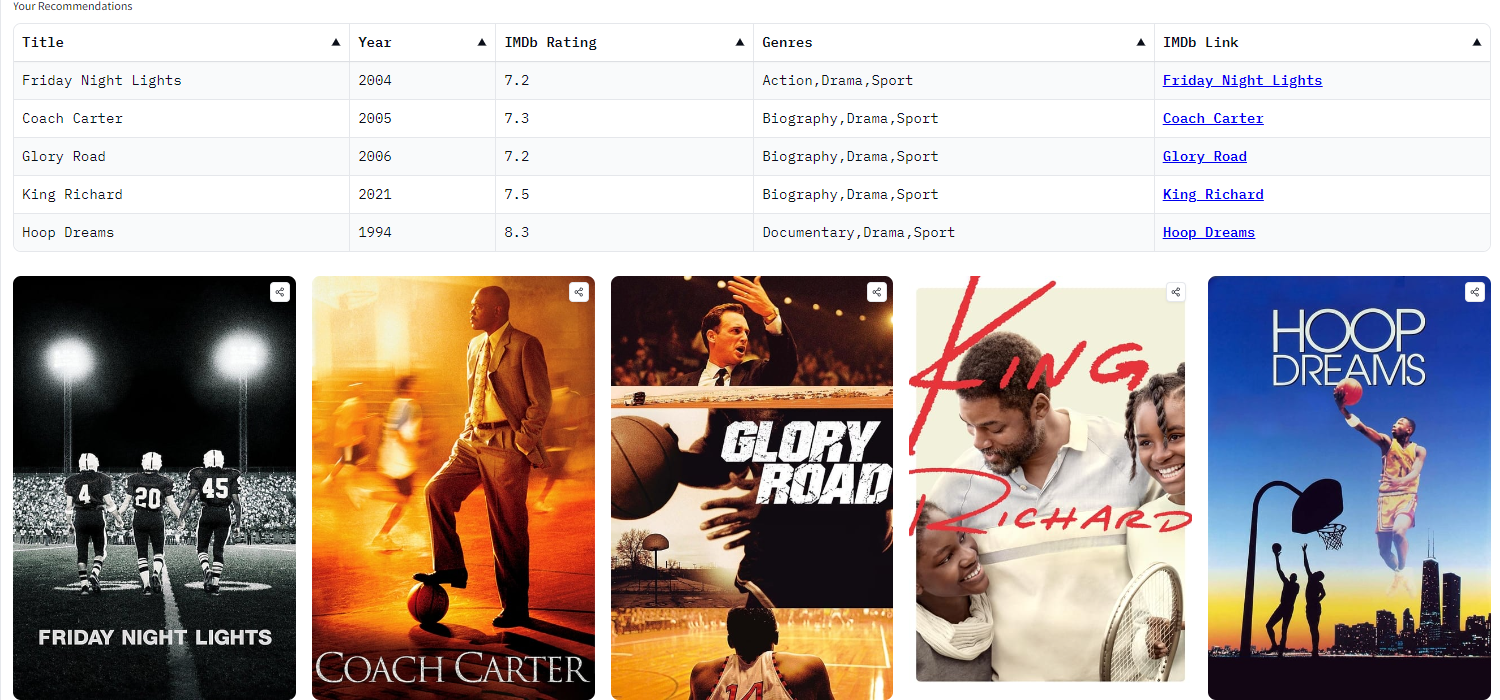 Your Recommendations
Title ▲ Year ▲ IMDb Rating ▲ Genres ▲ IMDb Link ▲
Friday Night Lights 2004 7.2 Action,Drama,Sport Friday Night Lights
Coach Carter 2005 7.3 Biography,Drama,Sport Coach Carter
Glory Road 2006 7.2 Biography,Drama,Sport Glory Road
King Richard 2021 7.5 Biography,Drama,Sport King Richard
Hoop Dreams 1994 8.3 Documentary,Drama,Sport Hoop Dreams
4 20 45
FRIDAY NIGHT LIGHTS
COACH CARTER
GLORY
ROAD
14
KING
RICHARD
HOOP
DREAMS